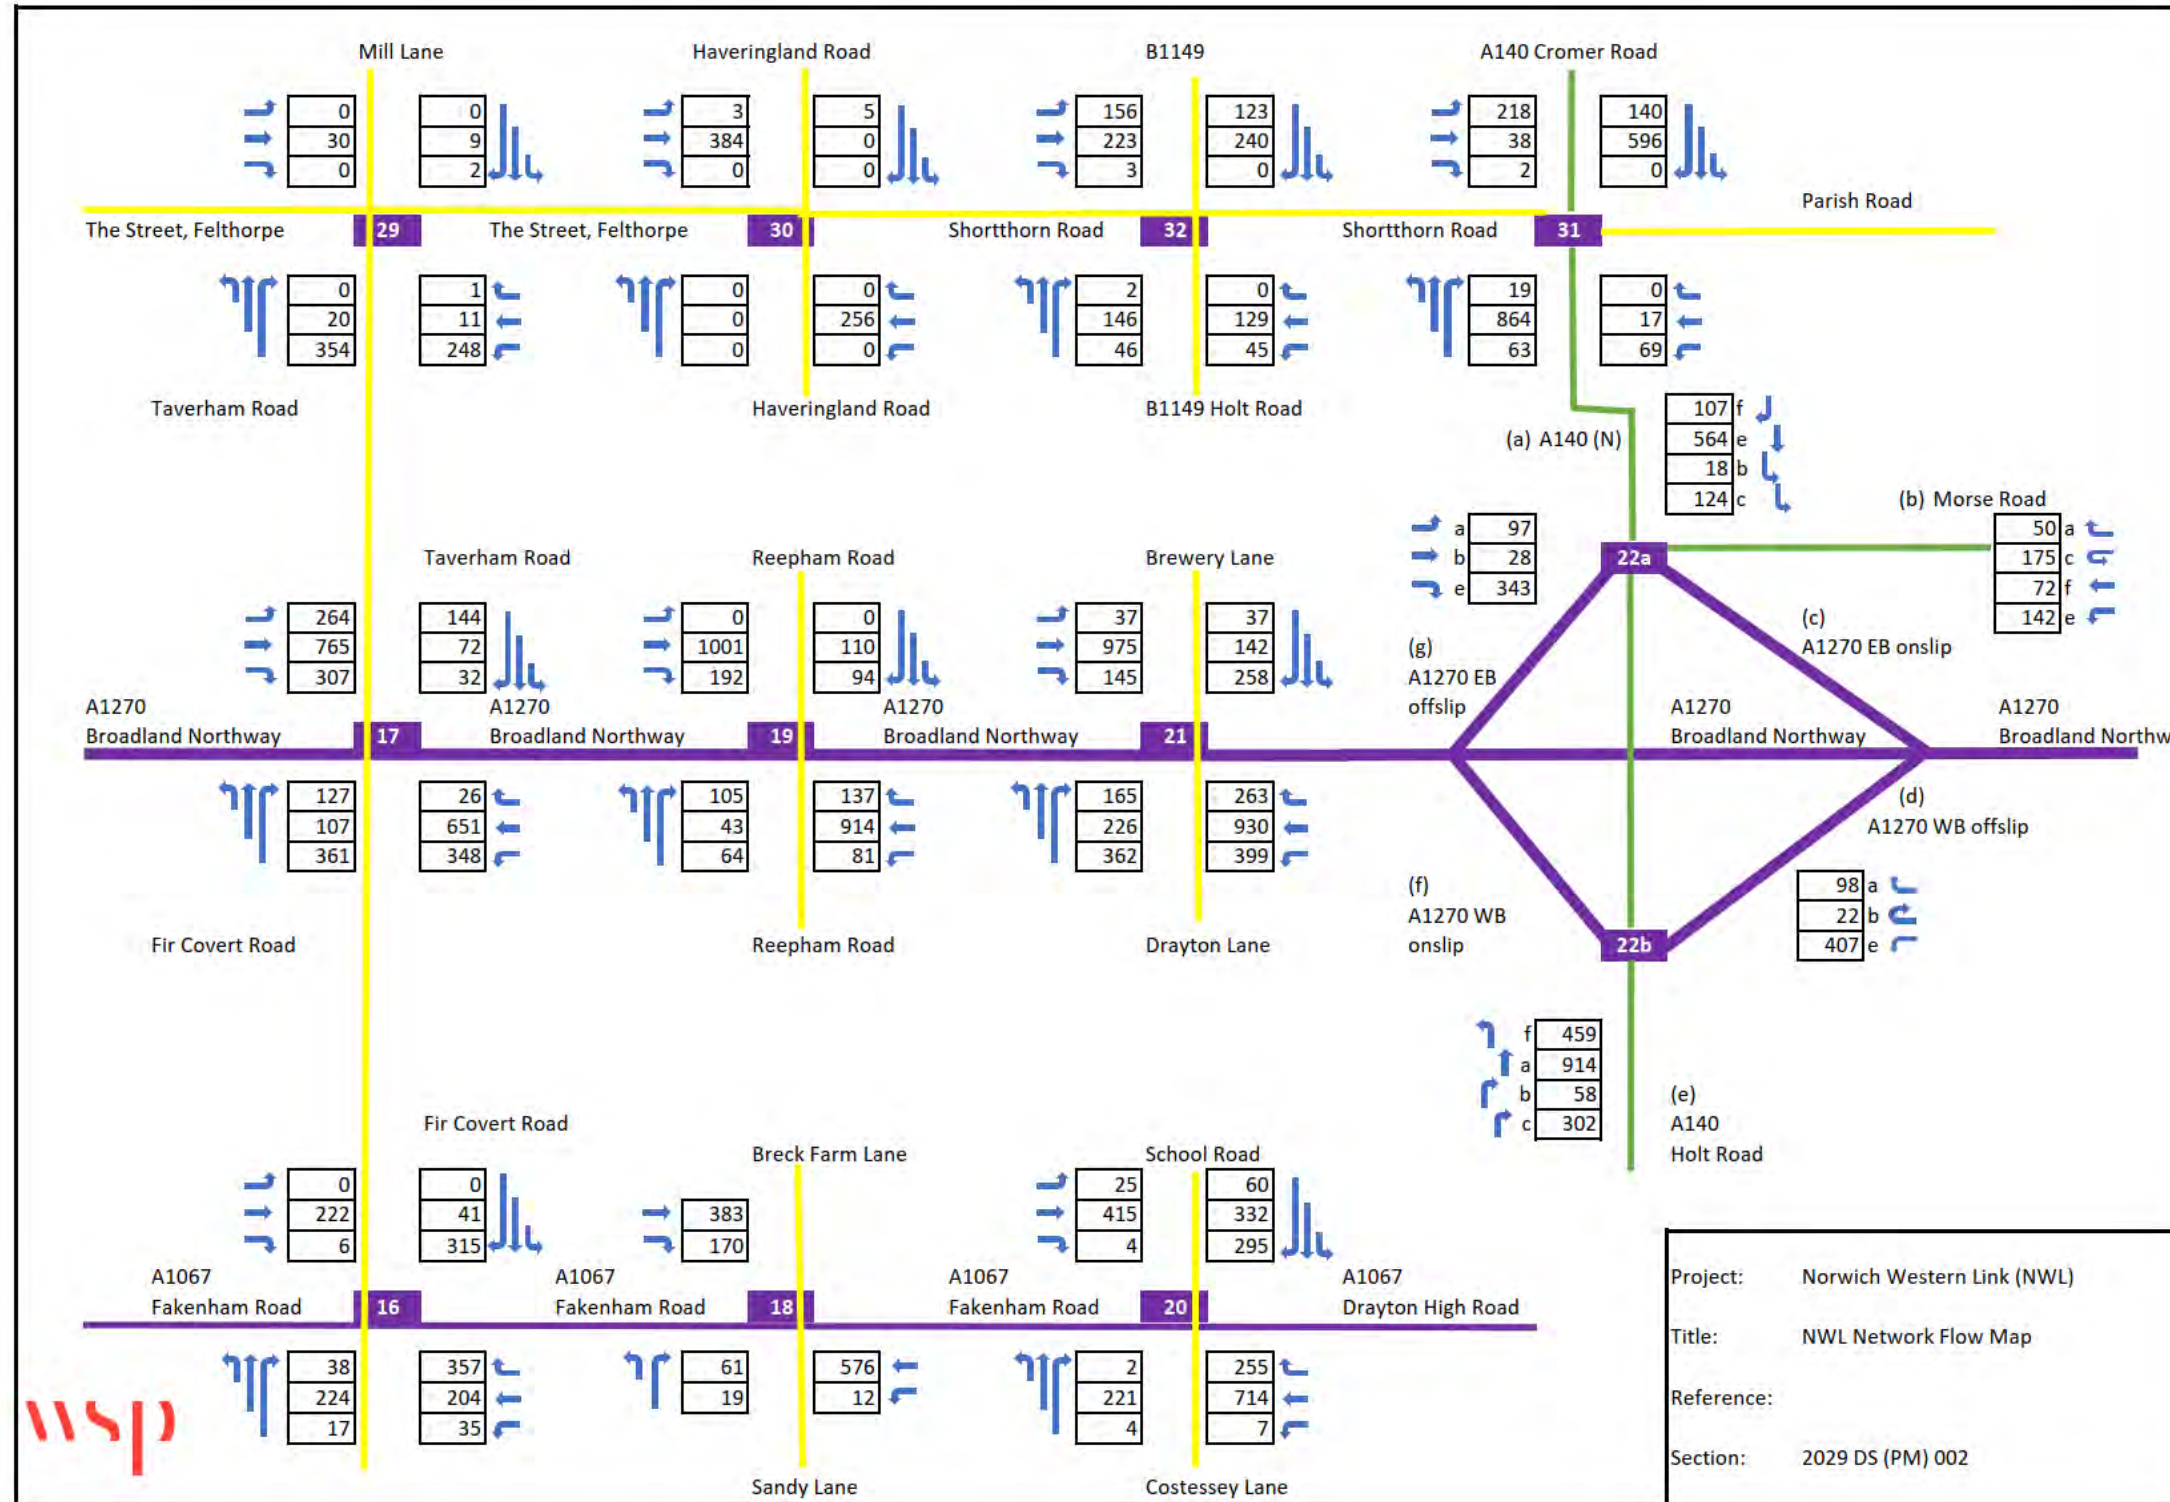 Mill Lane Haveringland Road B1149 A140 Cromer Road
0 0 3 5 156 123 218 140
30 9 384 0 223 240 38 596
0 2 0 0 3 0 2 0
Parish Road
The Street, Felthorpe 29 The Street, Felthorpe 30 Shortthorn Road 32 Shortthorn Road 31
0 1 0 0 2 0 19 0
20 11 0 256 146 129 864 17
354 248 0 0 46 45 63 69
Taverham Road Haveringland Road B1149 Holt Road
107 f
(a) A140 (N) 564 e
18 b
124 c (b) Morse Road
a 97 50 a
b 28 22a 175 c
e 343 72 f
142 e
Taverham Road Reepham Road Brewery Lane
264 144 0 0 37 37
765 72 1001 110 975 142
307 32 192 94 145 258
(c)
A1270 EB onslip
(g)
A1270 EB
offslip
A1270 A1270 A1270 A1270 A1270
Broadland Northway 17 Broadland Northway 19 Broadland Northway 21 Broadland Northway Broadland Northw
127 26 105 137 165 263
107 651 43 914 226 930
361 348 64 81 362 399
(d)
A1270 WB offslip
(f)
A1270 WB
onslip
98 a
22 b
407 e
Fir Covert Road Reepham Road Drayton Lane 22b
f 459
a 914
b 58
c 302
(e)
A140
Holt Road
Fir Covert Road
Breck Farm Lane School Road
0 0 25 60
222 41 383 415 332
6 315 170 4 295
A1067 A1067 A1067 A1067
Fakenham Road 16 Fakenham Road 18 Fakenham Road 20 Drayton High Road
38 357 61 576 2 255
224 204 19 12 221 714
17 35 4 7
Sandy Lane Costessey Lane
wsp
Project: Norwich Western Link (NWL)
Title: NWL Network Flow Map
Reference:
Section: 2029 DS (PM) 002